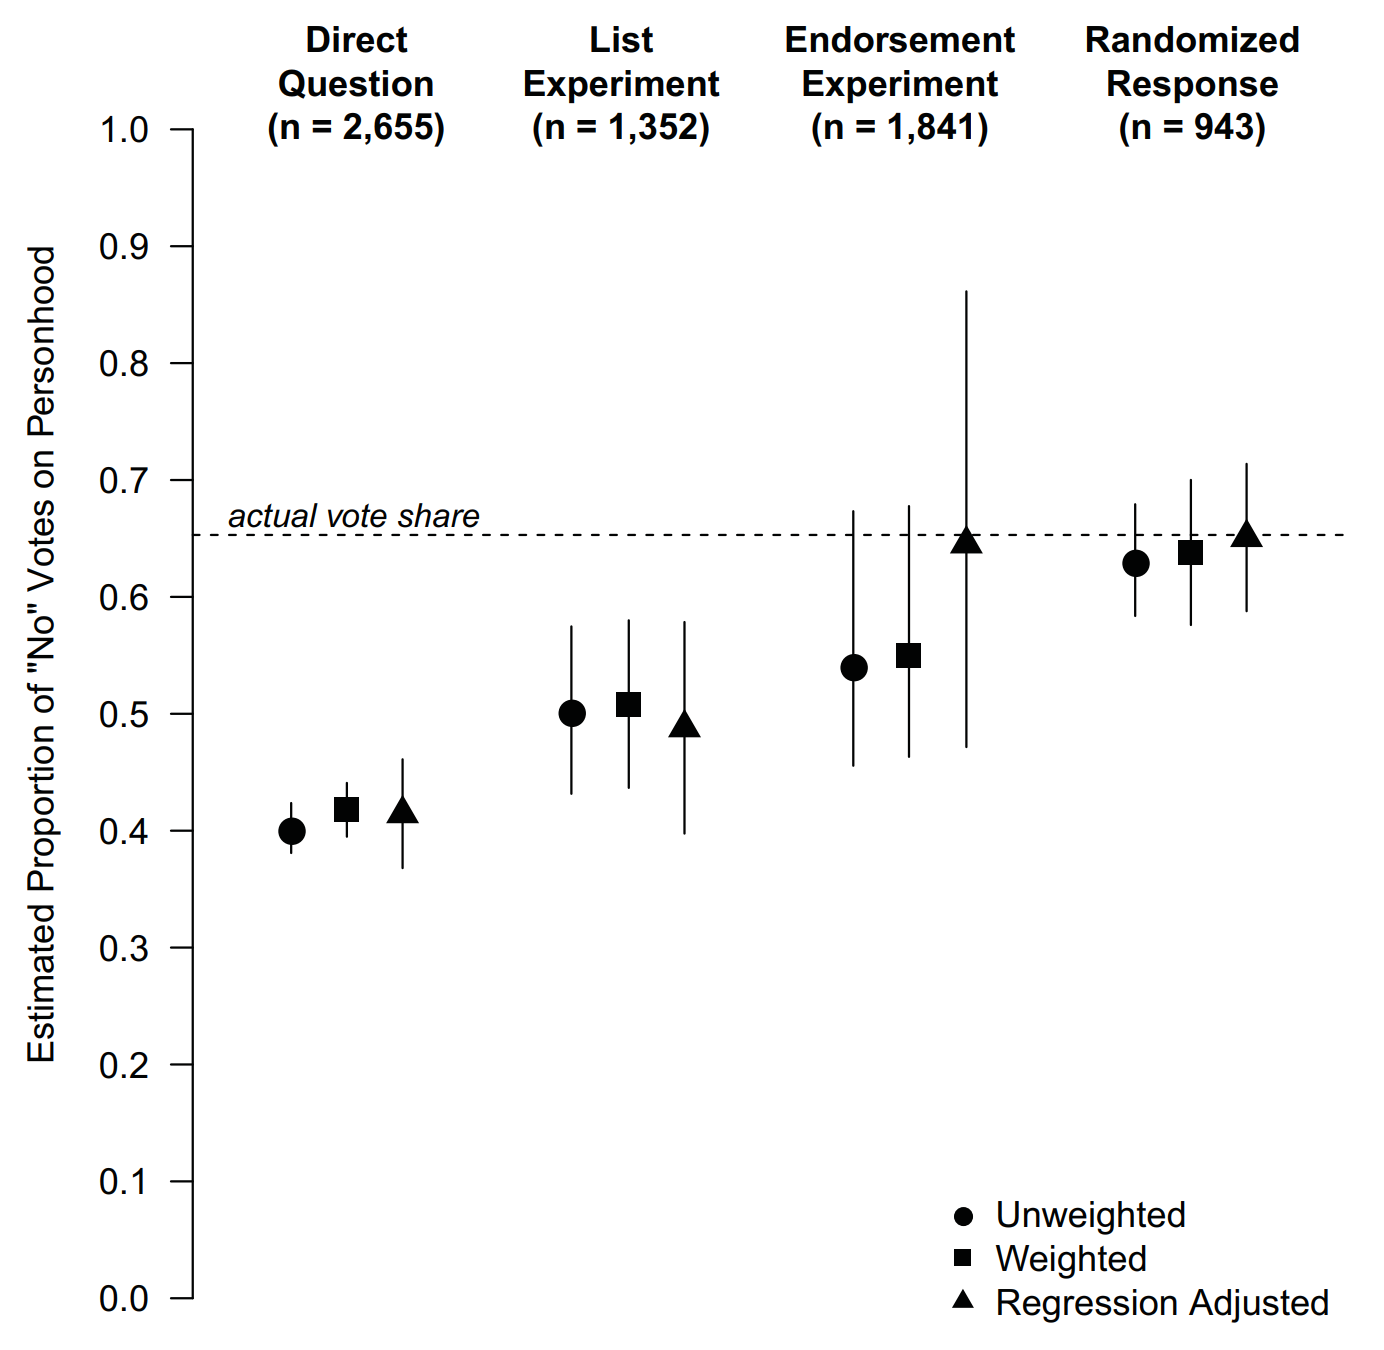 Direct
Question
(n = 2,655)
List
Experiment
(n = 1,352)
Endorsement
Experiment
(n = 1,841)
Randomized
Response
(n = 943)
Estimated Proportion of "No" Votes on Personhood
1.0
0.9
0.8
0.7
0.6
0.5
0.4
0.3
0.2
0.1
0.0
actual vote share
Unweighted
Weighted
Regression Adjusted